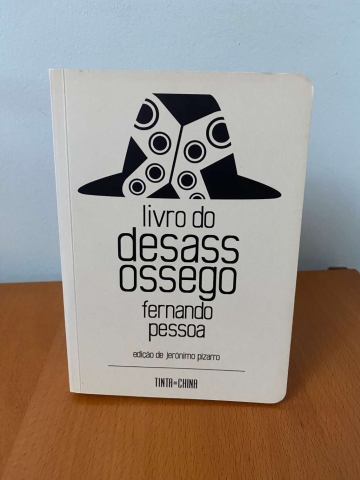 livro do
desass
ossego
fernando
pessoa
edição de jerónimo pizarro
TINTA DA CHINA